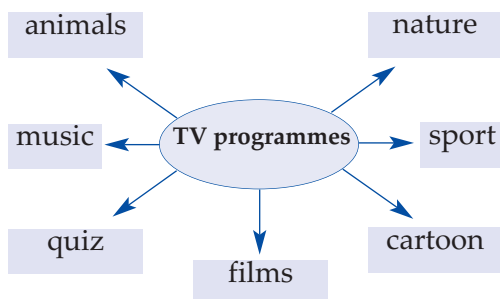 animals
nature
music
TV programmes
sport
quiz
cartoon
films